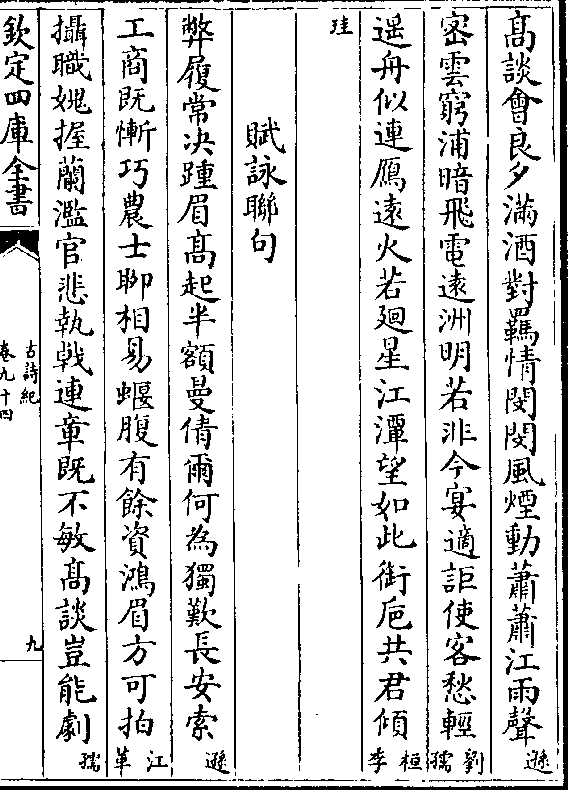 高談會良夕滿酒對羈情閔閔風煙動蕭蕭江雨聲遜
密雲窮浦暗飛電遠洲明若非今宴適詎使客愁輕劉孺
遥舟似連鴈遠火若廻星江潭望如此銜巵共君傾桓季
珪
賦詠聯句
弊履常决踵眉高起半額曼倩爾何為獨歎長安索遜
工商既慚巧農士聊相易蝘腹有餘資鴻眉方可拍江革
攝職媿握蘭濫官悲執戟連章既不敏高談豈能劇孺
欽定四庫全書
古詩紀
卷九十四
九